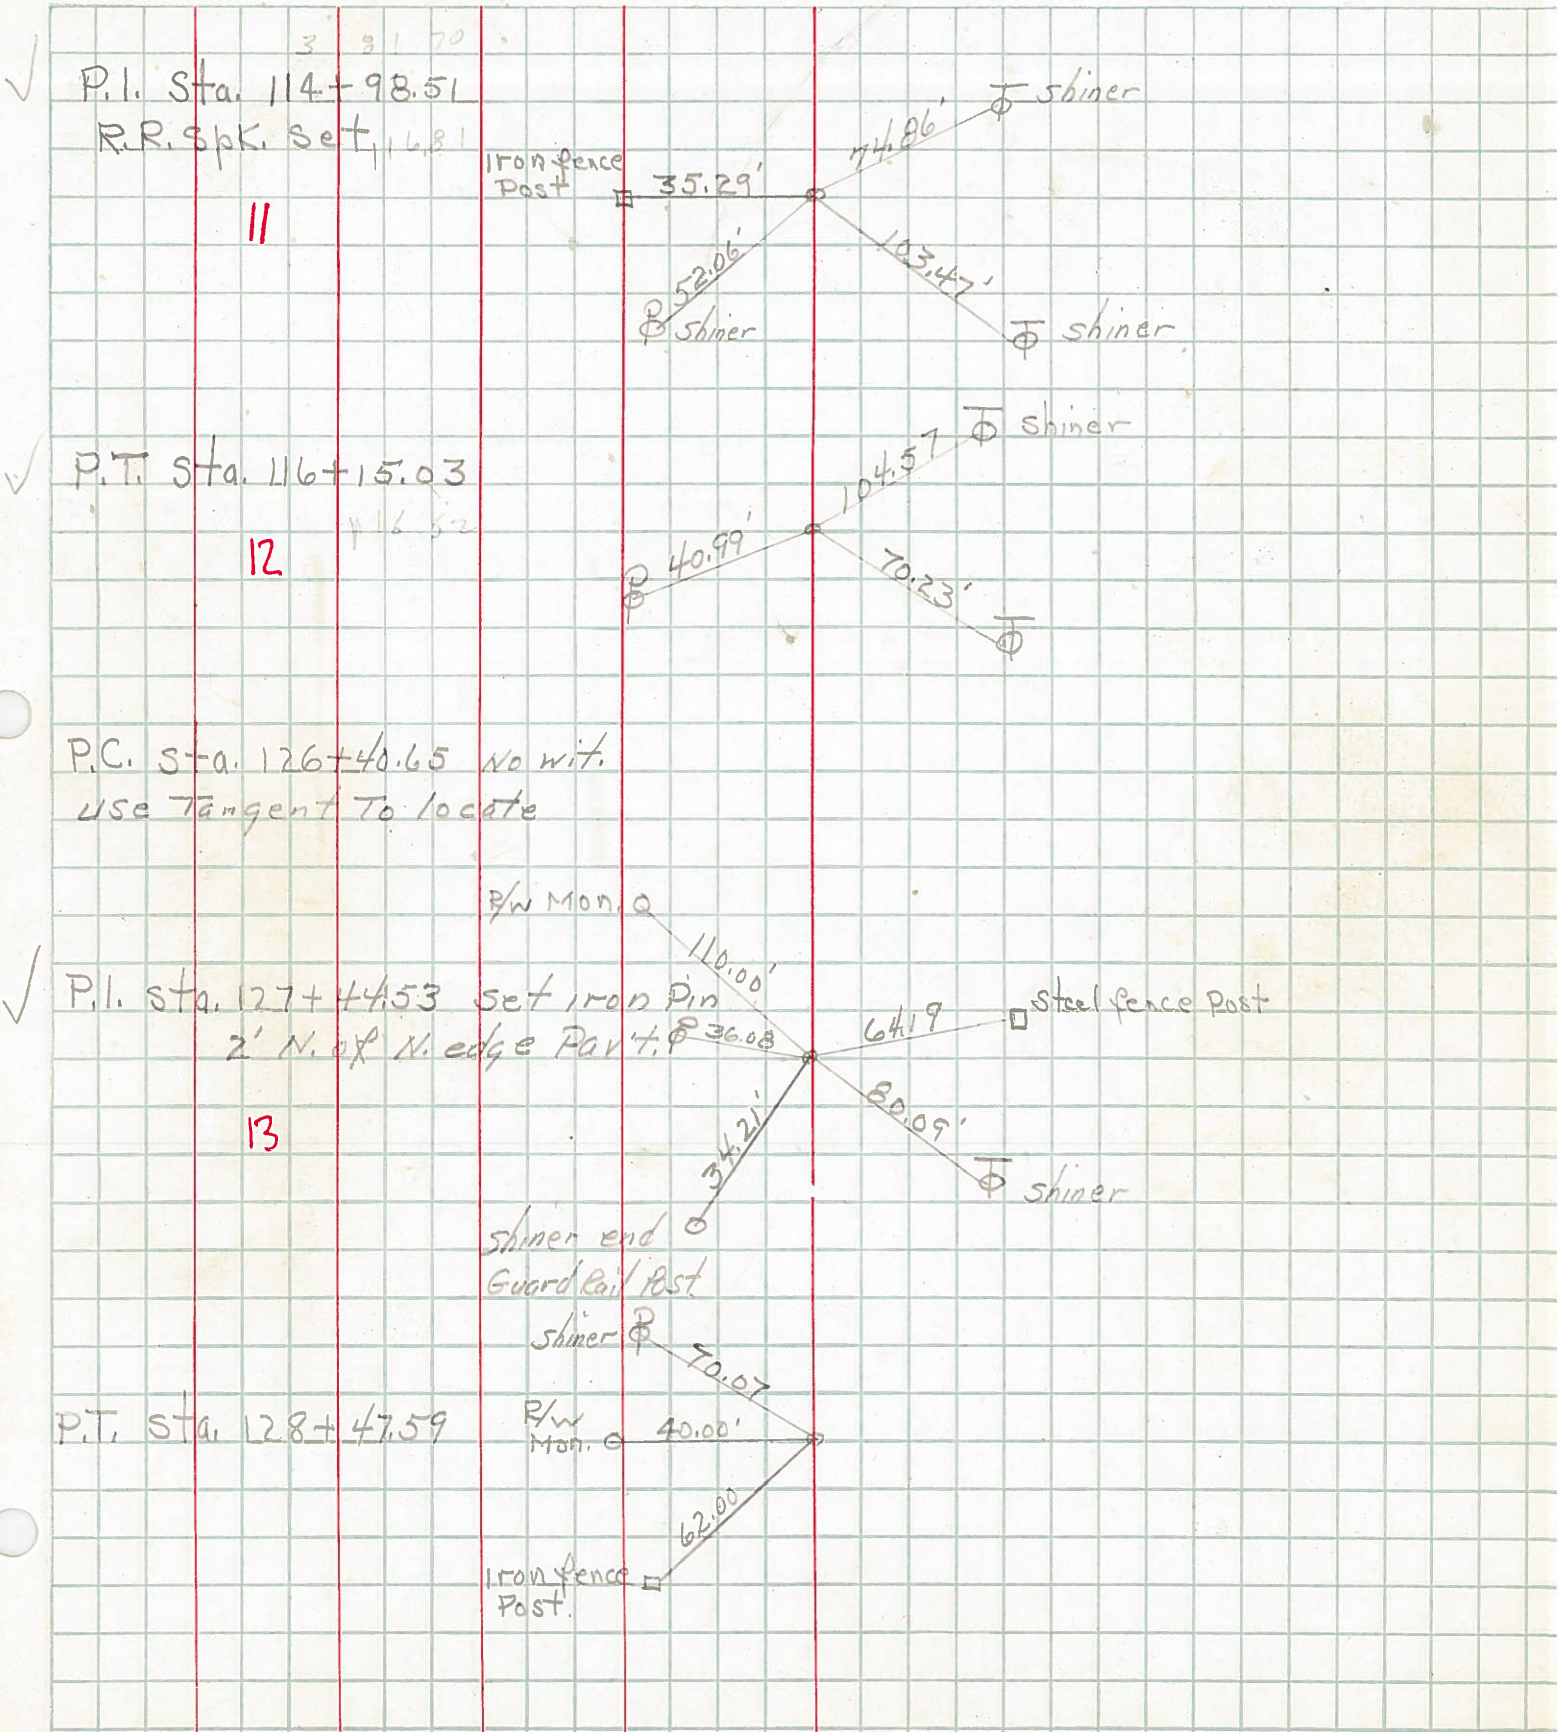 P.I. Sta. 114+98.51
R.R. Spk. Set
11
Iron fence
Post
35.29'
74.86'
shiner
52.06'
shiner
103.47'
shiner
P.T. Sta. 116+15.03
12
40.99'
104.57
shiner
70.23'
P.C. Sta. 126+40.65 No wit.
use Tangent To locate
R/W Mon.
110.00'
P.I. Sta. 127+44.53 Set iron Pin
2' N. of N. edge Pav't.
36.08
64.19
Steel fence Post
13
34.21'
80.09'
shiner
shiner end
Guard Rail Post
shiner
70.07
P.T. Sta. 128+47.59
R/W
Mon.
40.00'
62.00
Iron fence
Post.